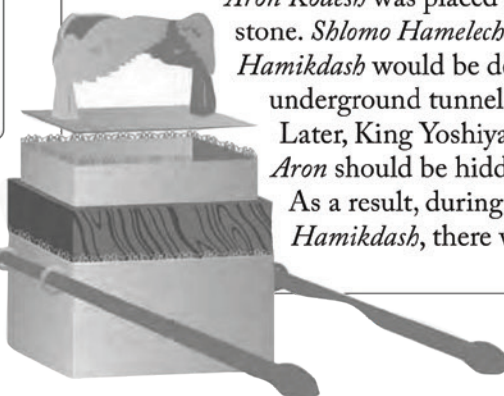 Aron Kodesh was placed
stone. Shlomo Hamelech
Hamikdash would be de
underground tunnel
Later, King Yoshiya
Aron should be hidd
As a result, during
Hamikdash, there